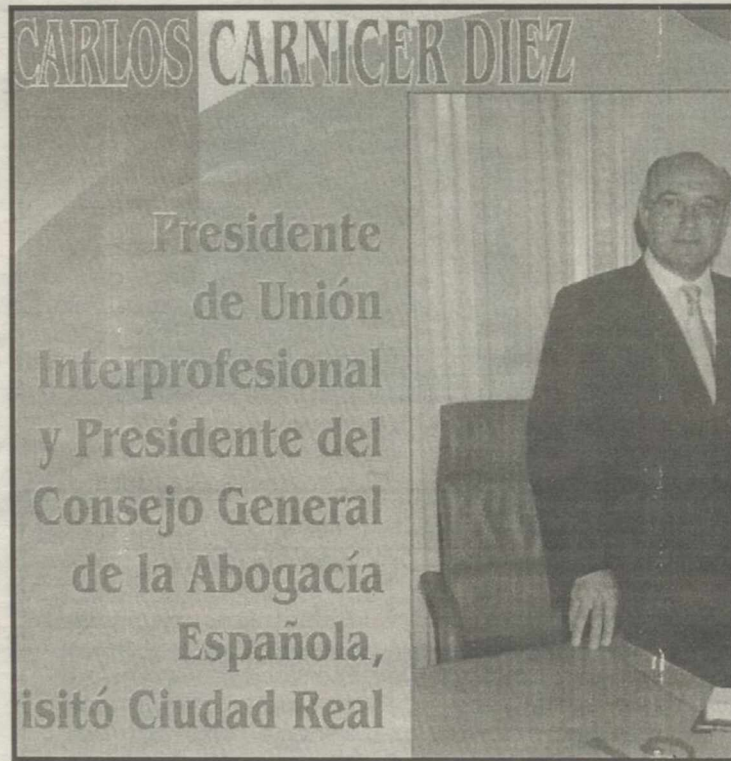 CARLOS CARNICER DIEZ
Presidente
de Unión
Interprofesional
y Presidente del
Consejo General
de la Abogacía
Española,
isitó Ciudad Real